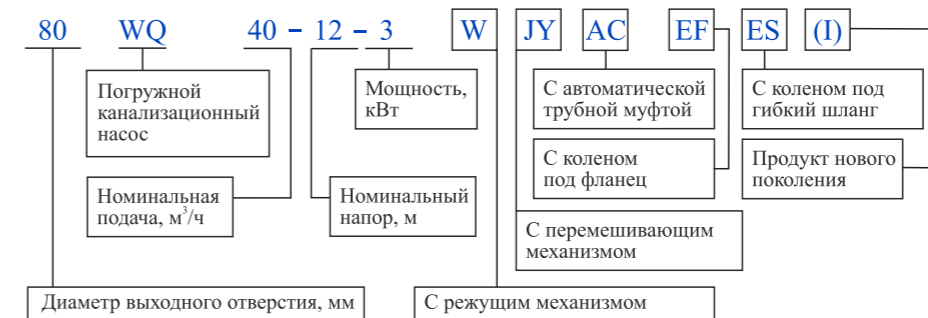 80 WQ 40 – 12 – 3 W JY AC EF ES (I)
Погружной
канализационный
насос
Мощность,
кВт
С автоматической
трубной муфтой
С коленом под
гибкий шланг
С коленом
под фланец
Продукт нового
поколения
Номинальная
подача, м³/ч
Номинальный
напор, м
С перемешивающим
механизмом
Диаметр выходного отверстия, мм
С режущим механизмом